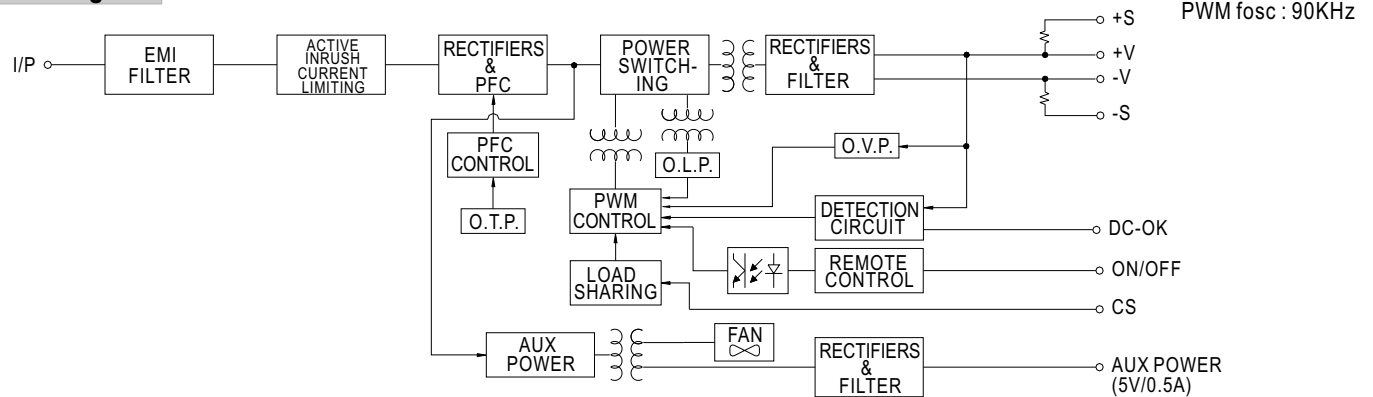 PWM fosc : 90KHz
+S
I/P
EMI
FILTER
ACTIVE
INRUSH
CURRENT
LIMITING
RECTIFIERS
&
PFC
POWER
SWITCH-
ING
RECTIFIERS
&
FILTER
+V
-V
-S
PFC
CONTROL
O.L.P.
O.V.P.
O.T.P.
PWM
CONTROL
DETECTION
CIRCUIT
DC-OK
LOAD
SHARING
REMOTE
CONTROL
ON/OFF
CS
AUX
POWER
FAN
RECTIFIERS
&
FILTER
AUX POWER
(5V/0.5A)